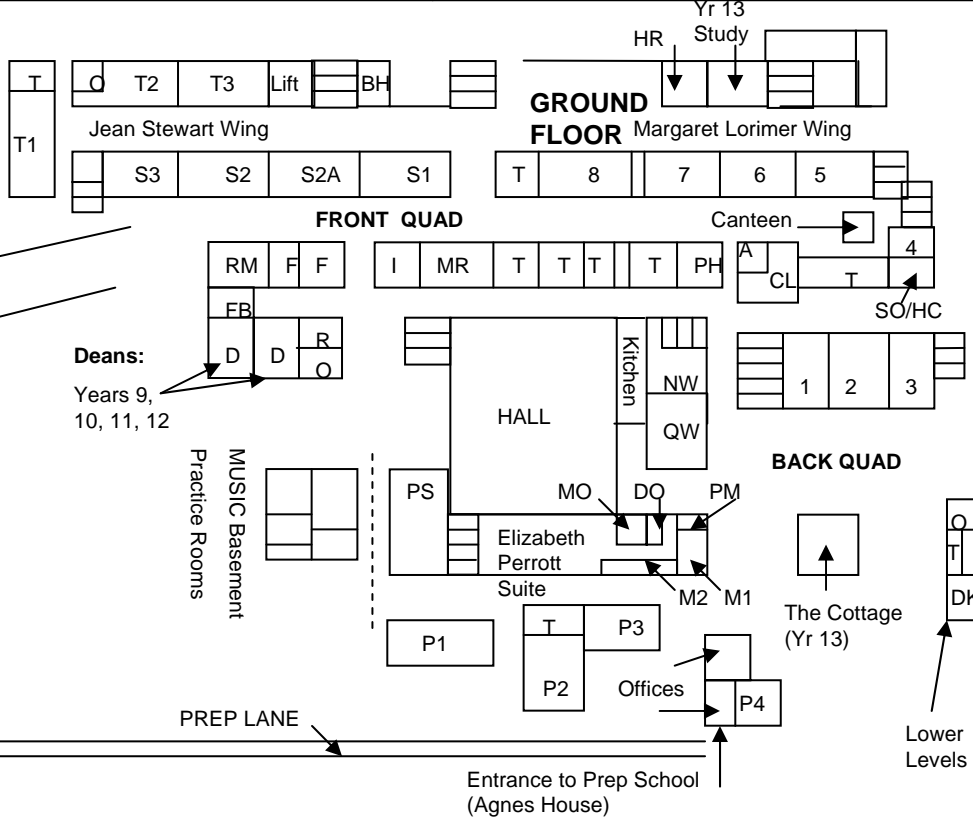 Yr 13
Study
HR
T
O
T2
T3
Lift
BH
GROUND
FLOOR
T1
Jean Stewart Wing
Margaret Lorimer Wing
S3
S2
S2A
S1
T
8
7
6
5
FRONT QUAD
Canteen
4
RM
F
F
I
MR
T
T
T
T
PH
A
CL
T
SO/HC
FB
D
D
R
O
Deans:
Years 9,
10, 11, 12
Kitchen
NW
HALL
QW
1
2
3
BACK QUAD
MUSIC Basement
Practice Rooms
PS
MO
DO
PM
Elizabeth
Perrott
Suite
M2
M1
O
T
DK
The Cottage
(Yr 13)
P1
T
P3
P2
Offices
P4
PREP LANE
Lower
Levels
Entrance to Prep School
(Agnes House)